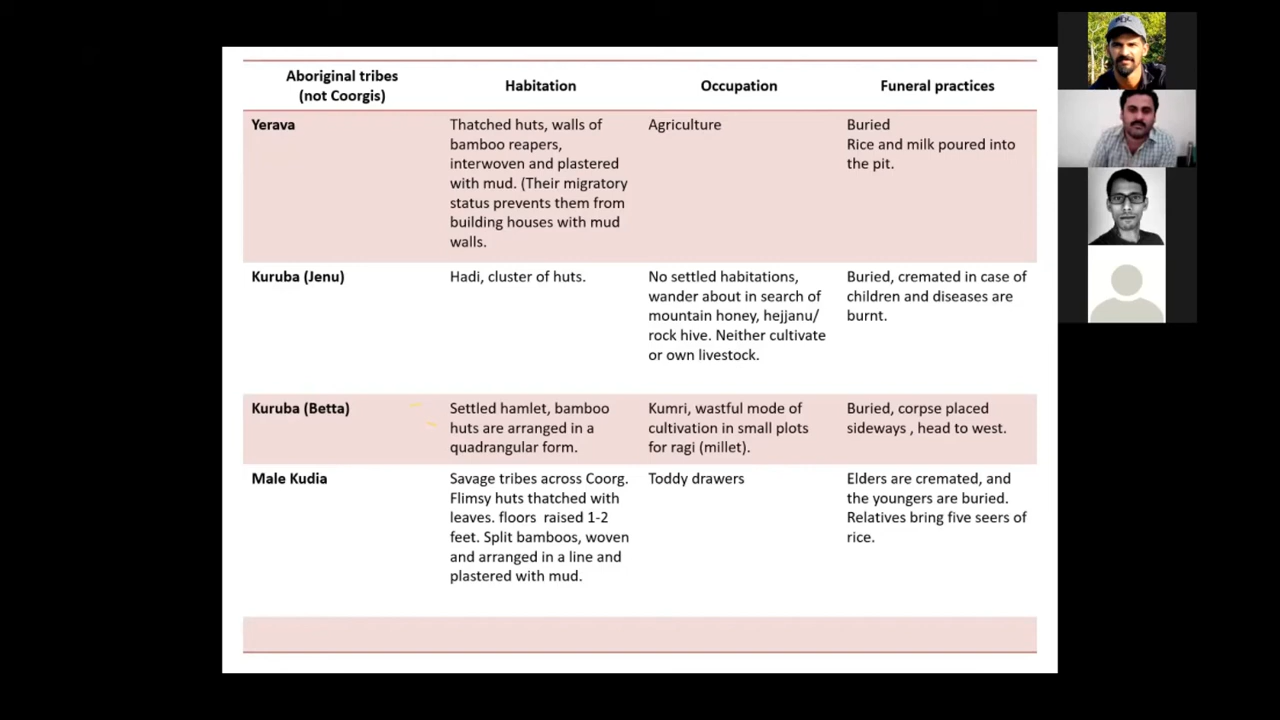 Aboriginal tribes
(not Coorgis)
Habitation
Occupation
Funeral practices
Yerava
Thatched huts, walls of
bamboo reapers,
interwoven and plastered
with mud. (Their migratory
status prevents them from
building houses with mud
walls.
Agriculture
Buried
Rice and milk poured into
the pit.
Kuruba (Jenu)
Hadi, cluster of huts.
No settled habitations,
wander about in search of
mountain honey, hejjanu/
rock hive. Neither cultivate
or own livestock.
Buried, cremated in case of
children and diseases are
burnt.
Kuruba (Betta)
Settled hamlet, bamboo
huts are arranged in a
quadrangular form.
Kumri, wastful mode of
cultivation in small plots
for ragi (millet).
Buried, corpse placed
sideways , head to west.
Male Kudia
Savage tribes across Coorg.
Flimsy huts thatched with
leaves. floors raised 1-2
feet. Split bamboos, woven
and arranged in a line and
plastered with mud.
Toddy drawers
Elders are cremated, and
the youngers are buried.
Relatives bring five seers of
rice.